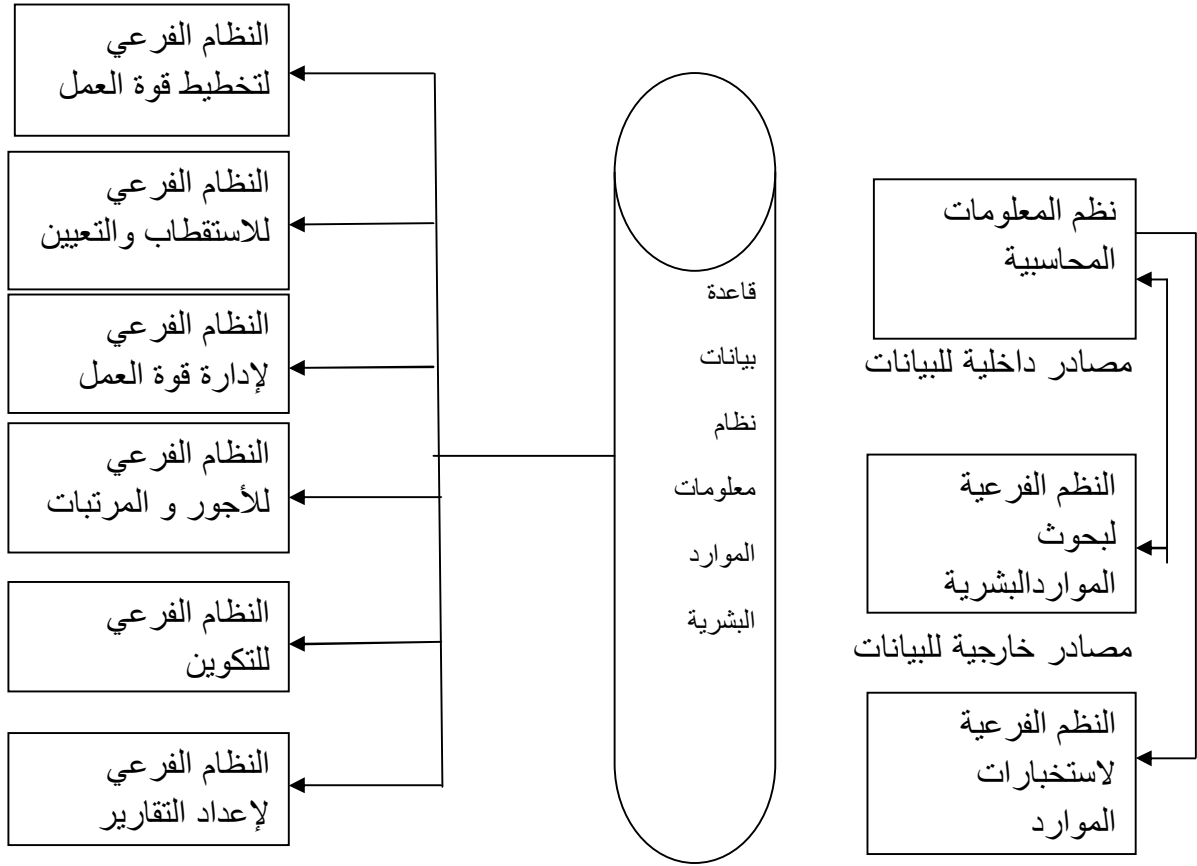 نظم المعلومات
المحاسبية
مصادر داخلية للبيانات
النظم الفرعية
لبحوث
المواردالبشرية
مصادر خارجية للبيانات
النظم الفرعية
لاستخبارات
الموارد
قاعدة
بيانات
نظام
معلومات
الموارد
البشرية
النظام الفرعي
لتخطيط قوة العمل
النظام الفرعي
للاستقطاب والتعيين
النظام الفرعي
لإدارة قوة العمل
النظام الفرعي
للأجور و المرتبات
النظام الفرعي
للتكوين
النظام الفرعي
لإعداد التقارير